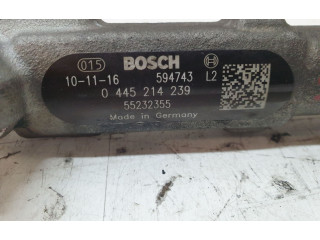 015 BOSCH
10-11-16 594743 L2
0 445 214 239
55232355
Made in Germany